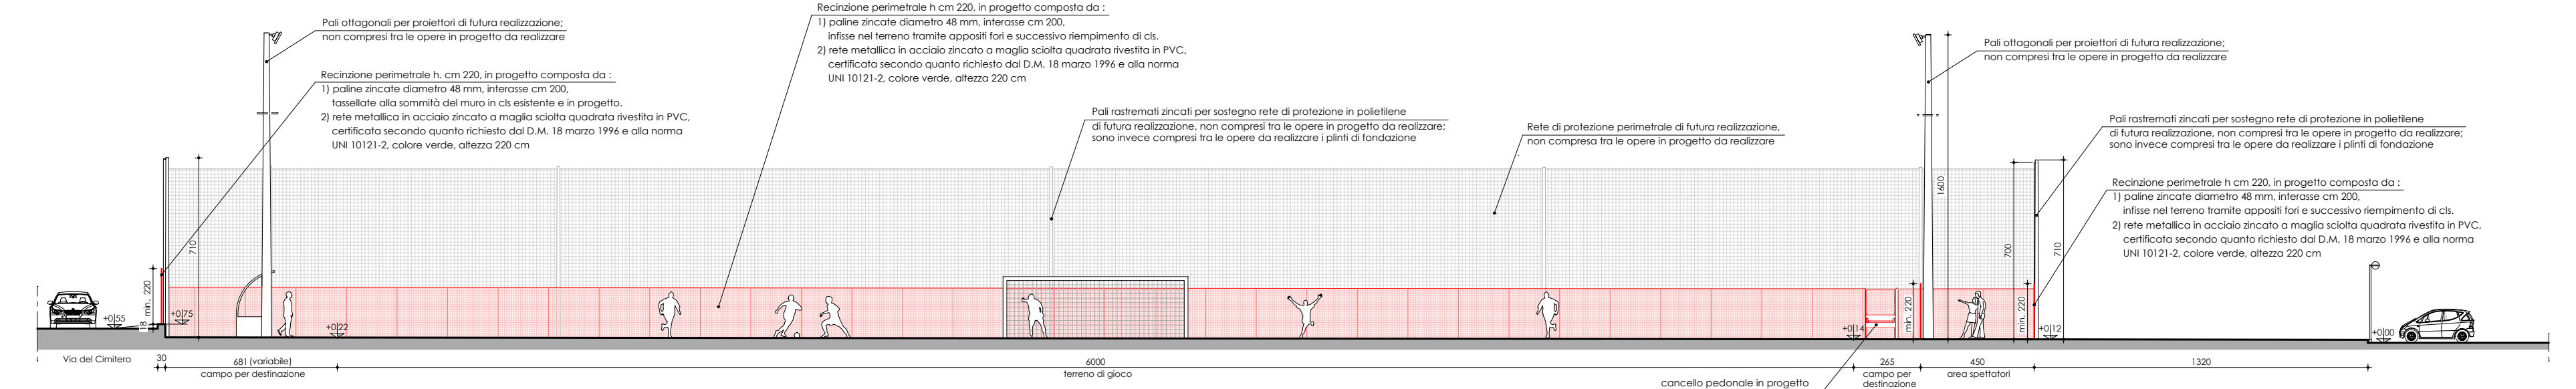 Pali ottagonali per proiettori di futura realizzazione;
non compresi tra le opere in progetto da realizzare
Recinzione perimetrale h. cm 220, in progetto composta da :
1) paline zincate diametro 48 mm, interasse cm 200,
tassellate alla sommità del muro in cls esistente e in progetto.
2) rete metallica in acciaio zincato a maglia sciolta quadrata rivestita in PVC,
certificata secondo quanto richiesto dal D.M. 18 marzo 1996 e alla norma
UNI 10121-2, colore verde, altezza 220 cm
Recinzione perimetrale h cm 220, in progetto composta da :
1) paline zincate diametro 48 mm, interasse cm 200,
infisse nel terreno tramite appositi fori e successivo riempimento di cls.
2) rete metallica in acciaio zincato a maglia sciolta quadrata rivestita in PVC,
certificata secondo quanto richiesto dal D.M. 18 marzo 1996 e alla norma
UNI 10121-2, colore verde, altezza 220 cm
Pali rastremati zincati per sostegno rete di protezione in polietilene
di futura realizzazione, non compresi tra le opere in progetto da realizzare;
sono invece compresi tra le opere da realizzare i plinti di fondazione
Rete di protezione perimetrale di futura realizzazione,
non compresa tra le opere in progetto da realizzare
Pali ottagonali per proiettori di futura realizzazione;
non compresi tra le opere in progetto da realizzare
Pali rastremati zincati per sostegno rete di protezione in polietilene
di futura realizzazione, non compresi tra le opere in progetto da realizzare;
sono invece compresi tra le opere da realizzare i plinti di fondazione
Recinzione perimetrale h cm 220, in progetto composta da :
1) paline zincate diametro 48 mm, interasse cm 200,
infisse nel terreno tramite appositi fori e successivo riempimento di cls.
2) rete metallica in acciaio zincato a maglia sciolta quadrata rivestita in PVC,
certificata secondo quanto richiesto dal D.M. 18 marzo 1996 e alla norma
UNI 10121-2, colore verde, altezza 220 cm
710
1600
700
710
min. 220
18
min. 220
min. 220
+0,55
+0,75
+0,22
+0,14
+0,12
+0,00
Via del Cimitero
30
681 (variabile)
campo per destinazione
6000
terreno di gioco
265
campo per
destinazione
450
area spettatori
1320
cancello pedonale in progetto